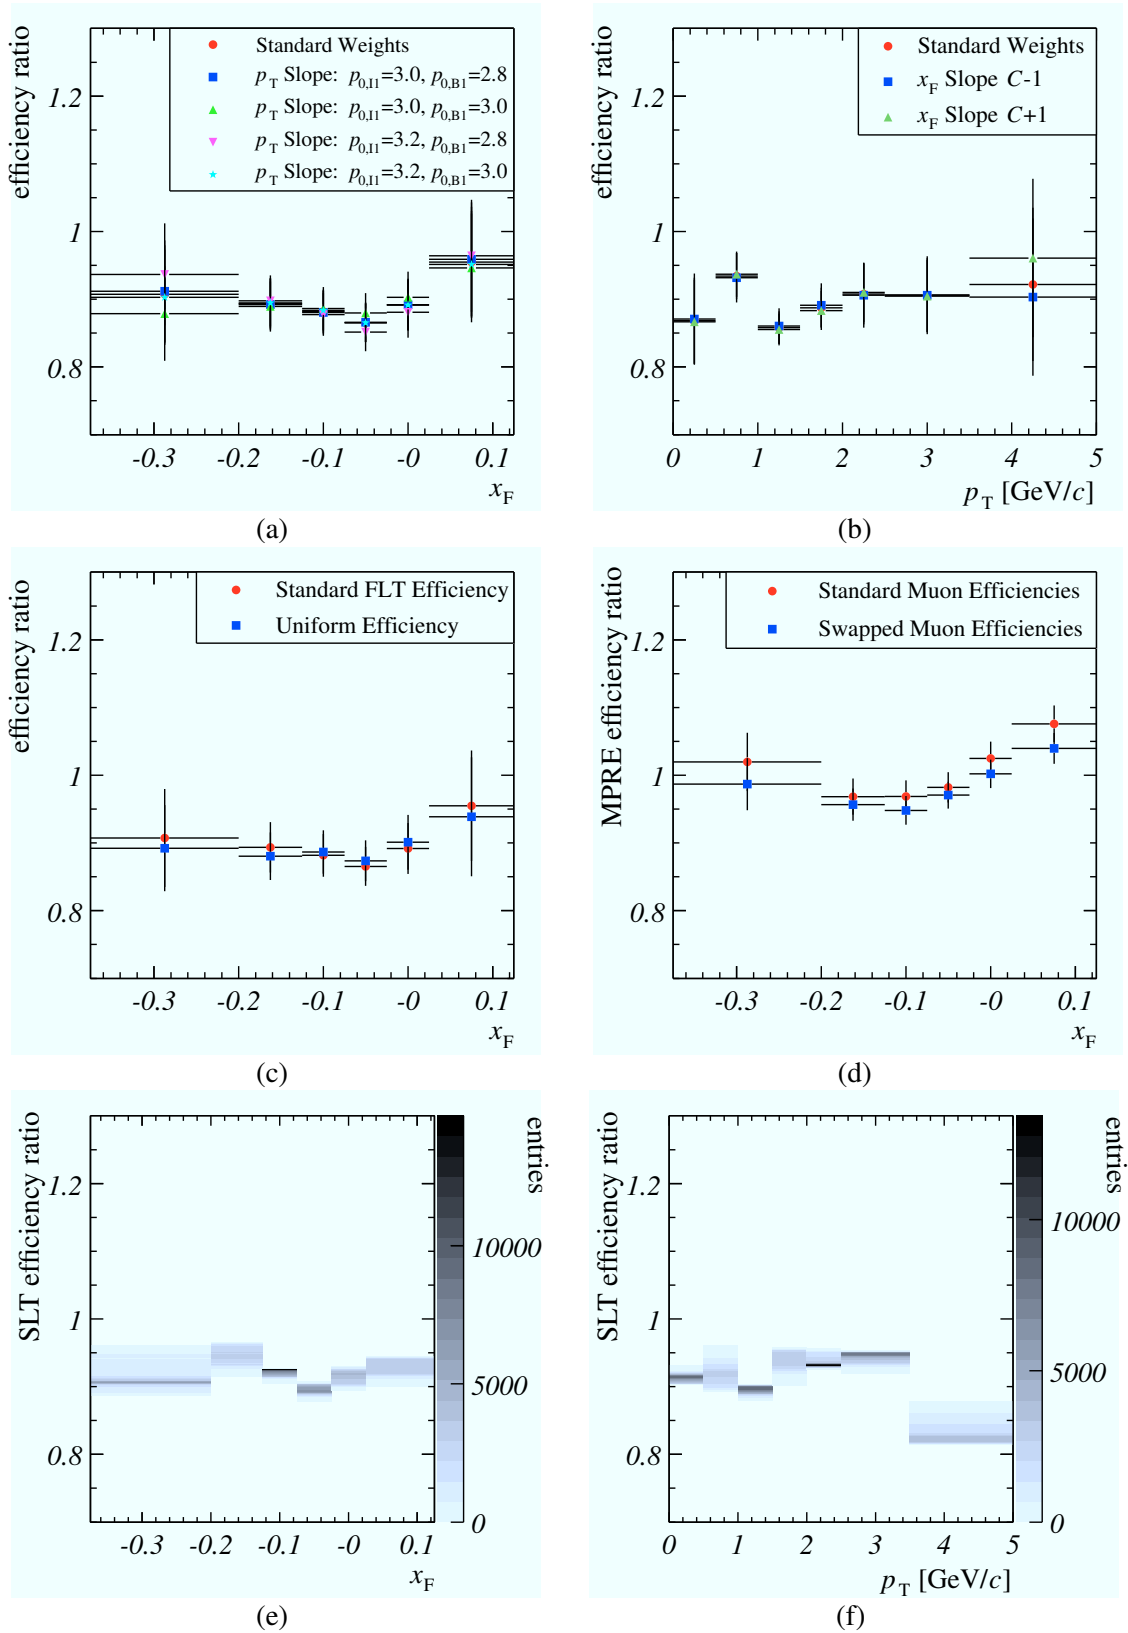 efficiency ratio
1.2
1
0.8
-0.3 -0.2 -0.1 -0 0.1
x_F
Standard Weights
p_T Slope: p_0,I1=3.0, p_0,B1=2.8
p_T Slope: p_0,I1=3.0, p_0,B1=3.0
p_T Slope: p_0,I1=3.2, p_0,B1=2.8
p_T Slope: p_0,I1=3.2, p_0,B1=3.0
(a)
efficiency ratio
1.2
1
0.8
0 1 2 3 4 5
p_T [GeV/c]
Standard Weights
x_F Slope C-1
x_F Slope C+1
(b)
efficiency ratio
1.2
1
0.8
-0.3 -0.2 -0.1 -0 0.1
x_F
Standard FLT Efficiency
Uniform Efficiency
(c)
MPRE efficiency ratio
1.2
1
0.8
-0.3 -0.2 -0.1 -0 0.1
x_F
Standard Muon Efficiencies
Swapped Muon Efficiencies
(d)
SLT efficiency ratio
1.2
1
0.8
-0.3 -0.2 -0.1 -0 0.1
x_F
entries
10000
5000
0
(e)
SLT efficiency ratio
1.2
1
0.8
0 1 2 3 4 5
p_T [GeV/c]
entries
10000
5000
0
(f)